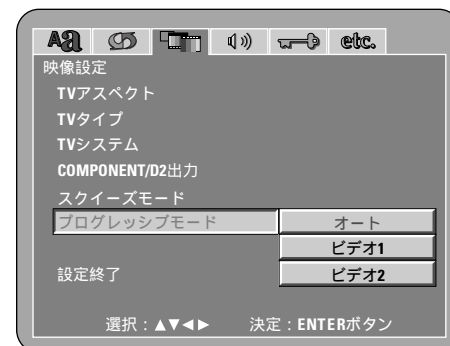 Aあ etc.
映像設定
TVアスペクト
TVタイプ
TVシステム
COMPONENT/D2出力
スクイーズモード
プログレッシブモード オート
ビデオ1
設定終了 ビデオ2
選択：▲▼◀▶ 決定：ENTERボタン